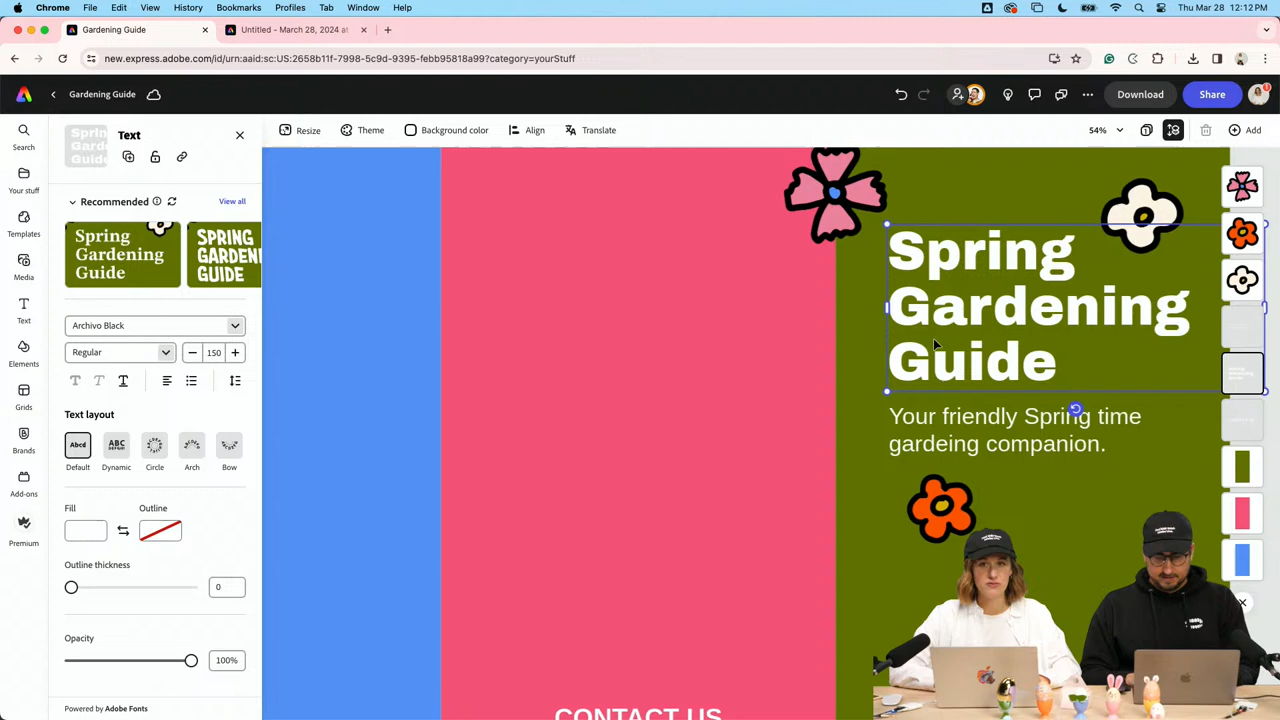 Chrome File Edit View History Bookmarks Profiles Tab Window Help
Thu Mar 28 12:12 PM
Gardening Guide
Untitled - March 28, 2024 at
new.express.adobe.com/id/urn:aaid:sc:US:2658b11f-7998-5c9d-9395-febb95818a99?category=yourStuff
Gardening Guide
Download
Share
Search
Your stuff
Templates
Media
Text
Elements
Grids
Brands
Add-ons
Premium
Spring
Gardening
Guide
Text
Recommended
View all
Spring
Gardening
Guide
SPRING
GARDENI
GUIDE
Archivo Black
Regular
150
Text layout
Abcd
Default
Dynamic
Circle
Arch
Bow
Fill
Outline
Outline thickness
0
Opacity
100%
Powered by Adobe Fonts
Resize
Theme
Background color
Align
Translate
54%
Add
Spring
Gardening
Guide
Your friendly Spring time
gardeing companion.
CONTACT US